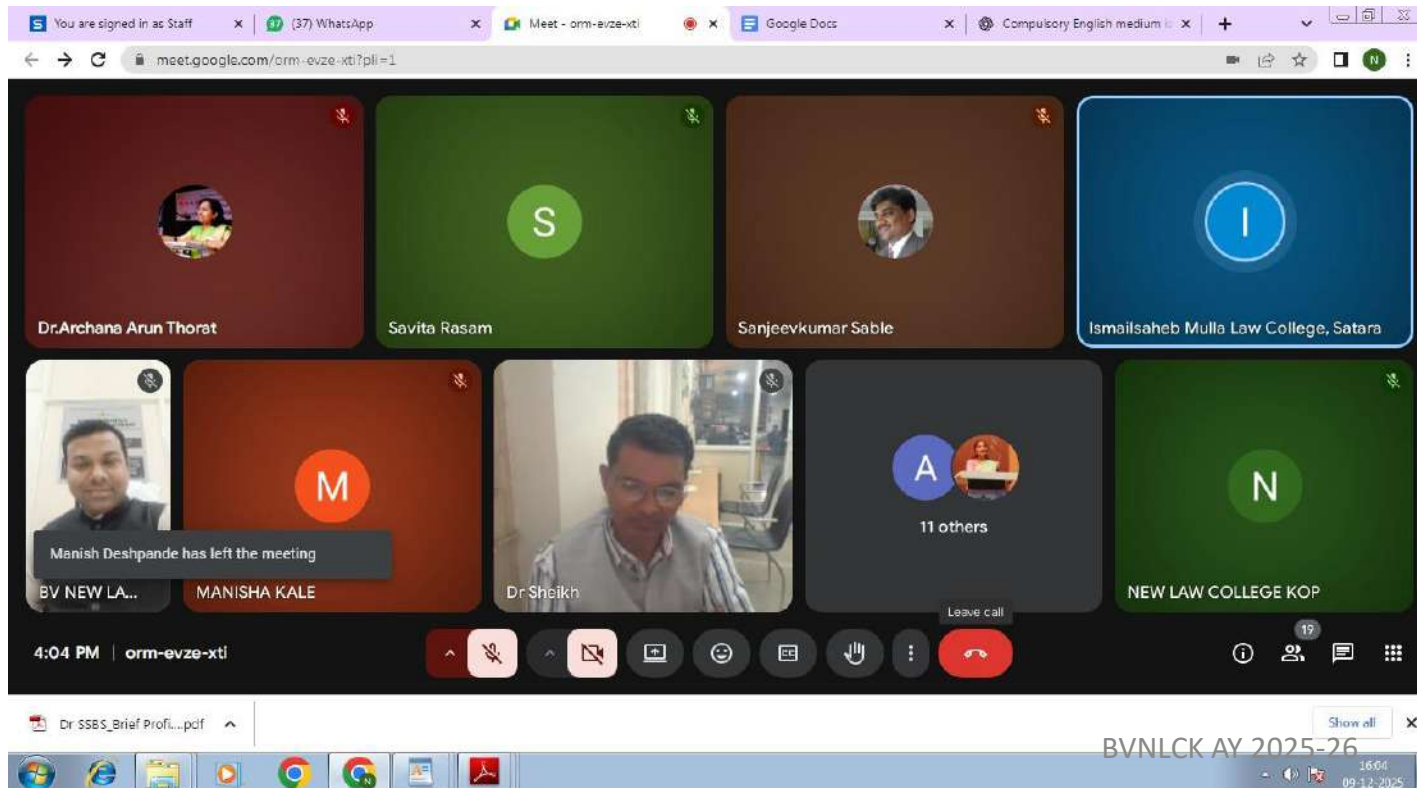 S You are signed in as Staff
37 (37) WhatsApp
Meet - orm-evze-xti
Google Docs
Compulsory English medium
meet.google.com/orm-evze-xti?pli=1
N
Dr.Archana Arun Thorat
S
Savita Rasam
Sanjeevkumar Sable
I
Ismailsaheb Mulla Law College, Satara
Manish Deshpande has left the meeting
BV NEW LA...
M
MANISHA KALE
Dr Sheikh
A
11 others
N
NEW LAW COLLEGE KOP
Leave call
4:04 PM | orm-evze-xti
CC
19
Dr SSBS_Brief Profi....pdf
Show all
BVNLCK AY 2025-26
16:04
09-12-2025